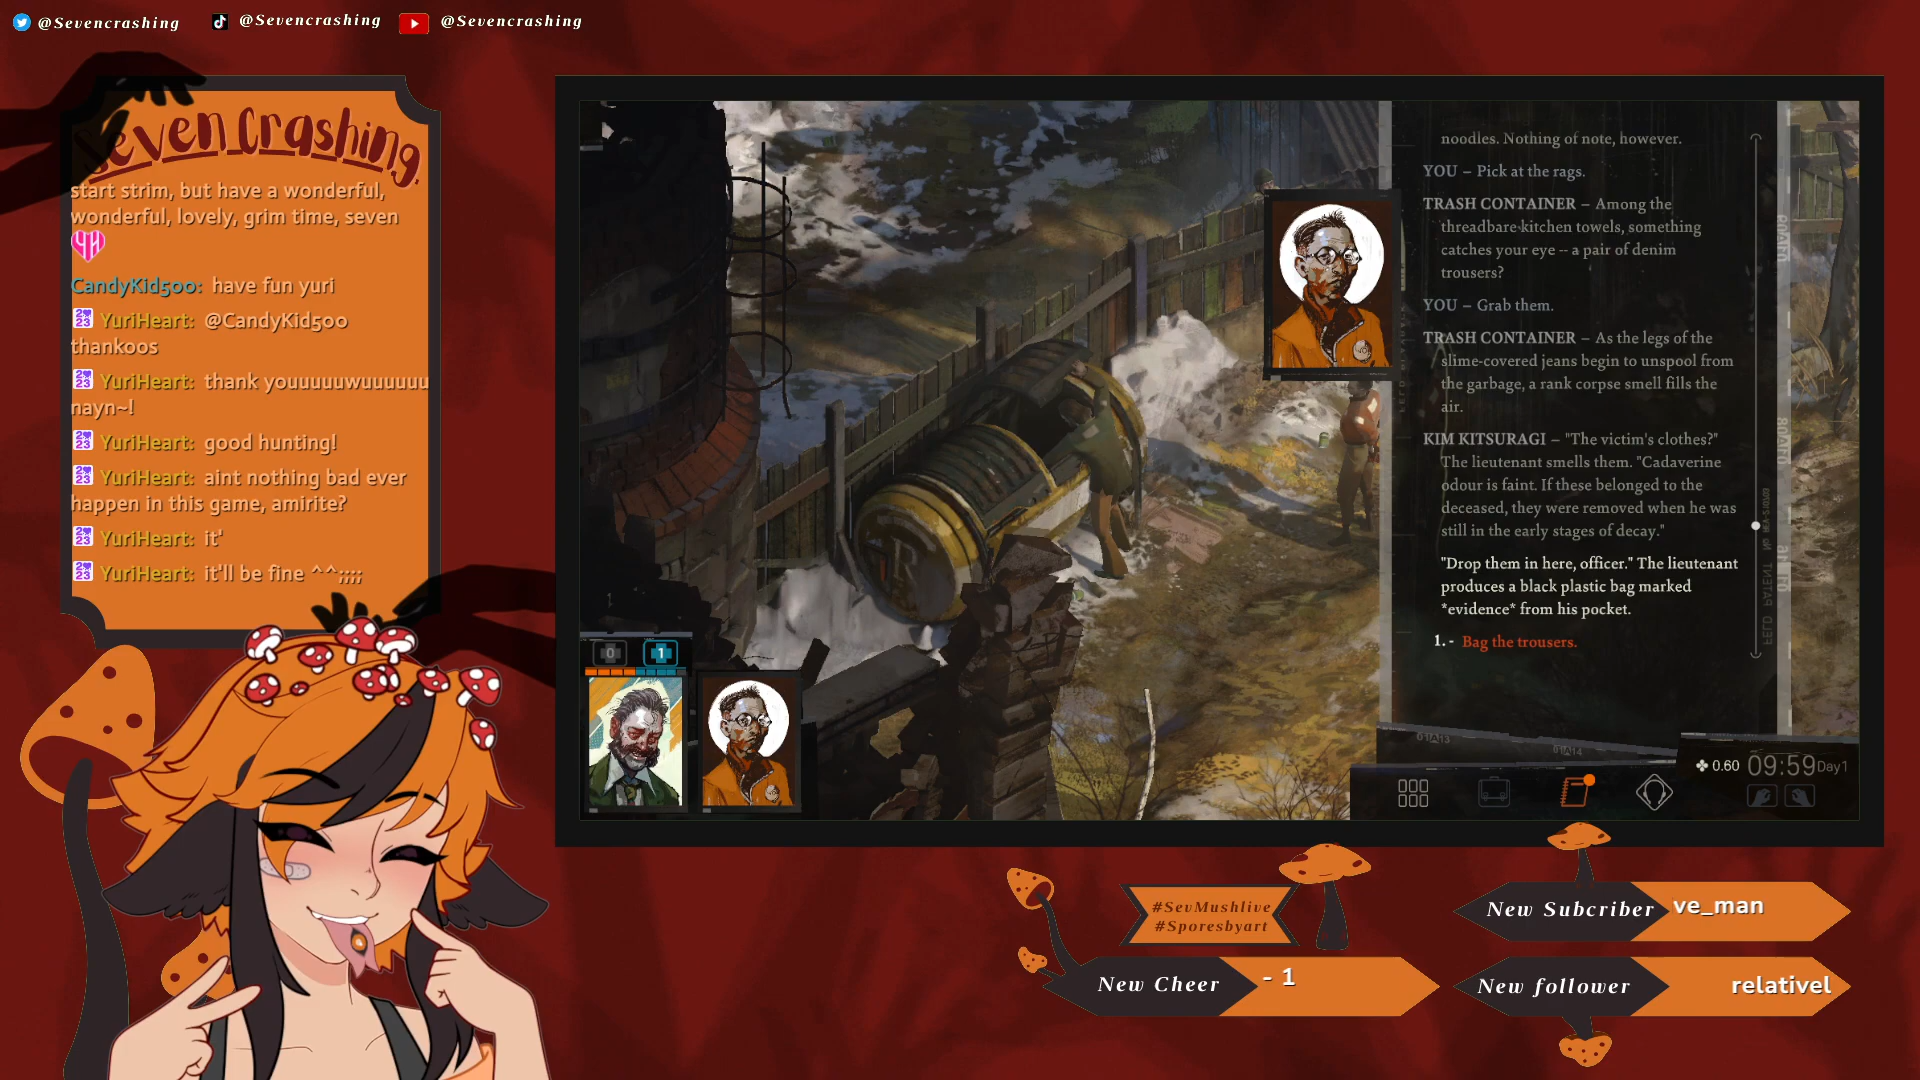 @Sevencrashing
@Sevencrashing
@Sevencrashing
Seven Crashing
start strim, but have a wonderful,
wonderful, lovely, grim time, seven
CandyKid500: have fun yuri
YuriHeart: @CandyKid500
thankoos
YuriHeart: thank youuuuuwuuuuuu
nayn~!
YuriHeart: good hunting!
YuriHeart: aint nothing bad ever
happen in this game, amirite?
YuriHeart: it'
YuriHeart: it'll be fine ^^;;;;
noodles. Nothing of note, however.
YOU – Pick at the rags.
TRASH CONTAINER – Among the
threadbare kitchen towels, something
catches your eye -- a pair of denim
trousers?
YOU – Grab them.
TRASH CONTAINER – As the legs of the
slime-covered jeans begin to unspool from
the garbage, a rank corpse smell fills the
air.
KIM KITSURAGI – "The victim's clothes?"
The lieutenant smells them. "Cadaverine
odour is faint. If these belonged to the
deceased, they were removed when he was
still in the early stages of decay."
"Drop them in here, officer." The lieutenant
produces a black plastic bag marked
*evidence* from his pocket.
1. - Bag the trousers.
0
1
0.60 09:59 Day1
#SevMushlive
#Sporesbyart
New Cheer - 1
New Subcriber ve_man
New follower relativel